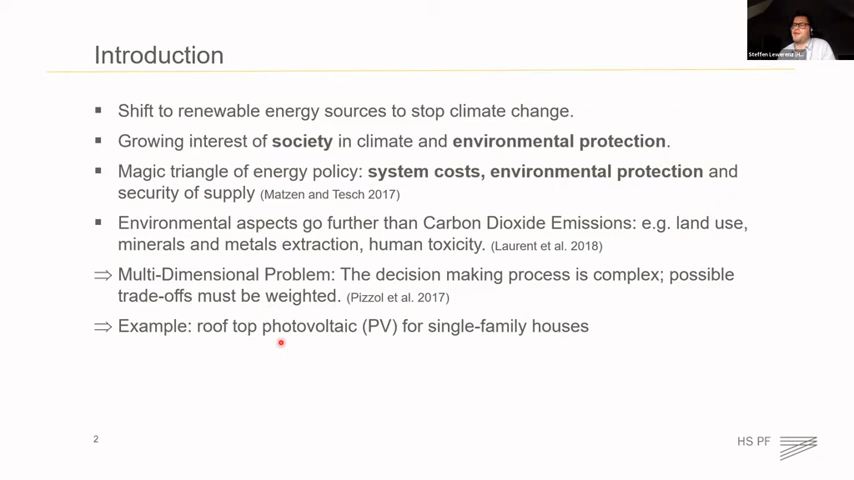 Steffen Lewerenz (H...
Introduction
▪ Shift to renewable energy sources to stop climate change.
▪ Growing interest of society in climate and environmental protection.
▪ Magic triangle of energy policy: system costs, environmental protection and
security of supply (Matzen and Tesch 2017)
▪ Environmental aspects go further than Carbon Dioxide Emissions: e.g. land use,
minerals and metals extraction, human toxicity. (Laurent et al. 2018)
⇒ Multi-Dimensional Problem: The decision making process is complex; possible
trade-offs must be weighted. (Pizzol et al. 2017)
⇒ Example: roof top photovoltaic (PV) for single-family houses
2
HS PF